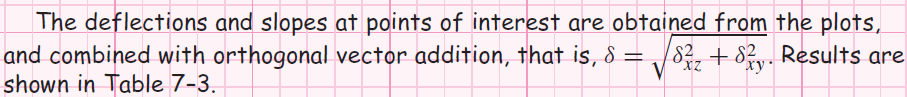 The deflections and slopes at points of interest are obtained from the plots,
and combined with orthogonal vector addition, that is, δ = √(δ²xz + δ²xy). Results are
shown in Table 7-3.